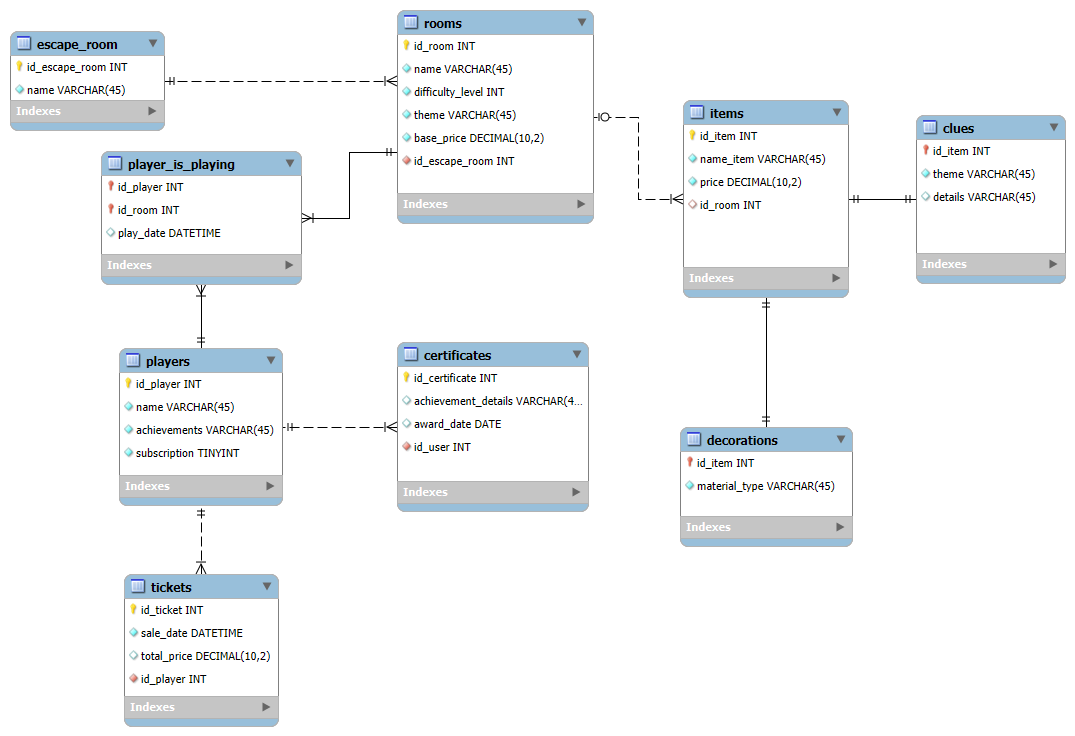 escape_room
id_escape_room INT
name VARCHAR(45)
Indexes
rooms
id_room INT
name VARCHAR(45)
difficulty_level INT
theme VARCHAR(45)
base_price DECIMAL(10,2)
id_escape_room INT
Indexes
player_is_playing
id_player INT
id_room INT
play_date DATETIME
Indexes
items
id_item INT
name_item VARCHAR(45)
price DECIMAL(10,2)
id_room INT
Indexes
clues
id_item INT
theme VARCHAR(45)
details VARCHAR(45)
Indexes
players
id_player INT
name VARCHAR(45)
achievements VARCHAR(45)
subscription TINYINT
Indexes
certificates
id_certificate INT
achievement_details VARCHAR(4...
award_date DATE
id_user INT
Indexes
decorations
id_item INT
material_type VARCHAR(45)
Indexes
tickets
id_ticket INT
sale_date DATETIME
total_price DECIMAL(10,2)
id_player INT
Indexes